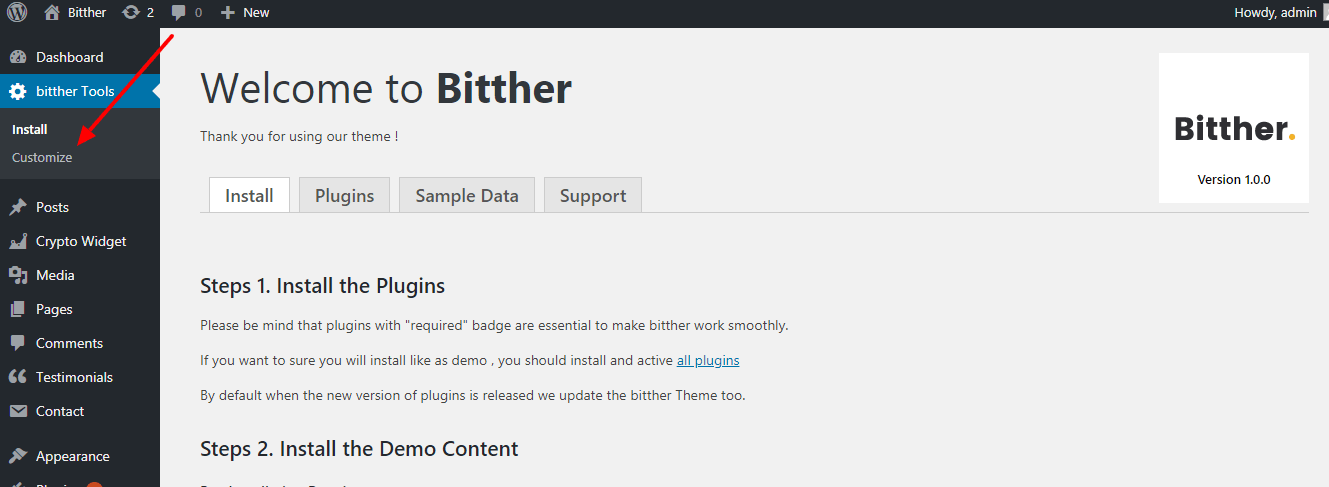 Bitther 2 0 New Howdy, admin
Dashboard
bitther Tools
Install
Customize
Posts
Crypto Widget
Media
Pages
Comments
Testimonials
Contact
Appearance
Welcome to Bitther
Thank you for using our theme !
Bitther.
Version 1.0.0
Install Plugins Sample Data Support
Steps 1. Install the Plugins
Please be mind that plugins with "required" badge are essential to make bitther work smoothly.
If you want to sure you will install like as demo , you should install and active all plugins
By default when the new version of plugins is released we update the bitther Theme too.
Steps 2. Install the Demo Content